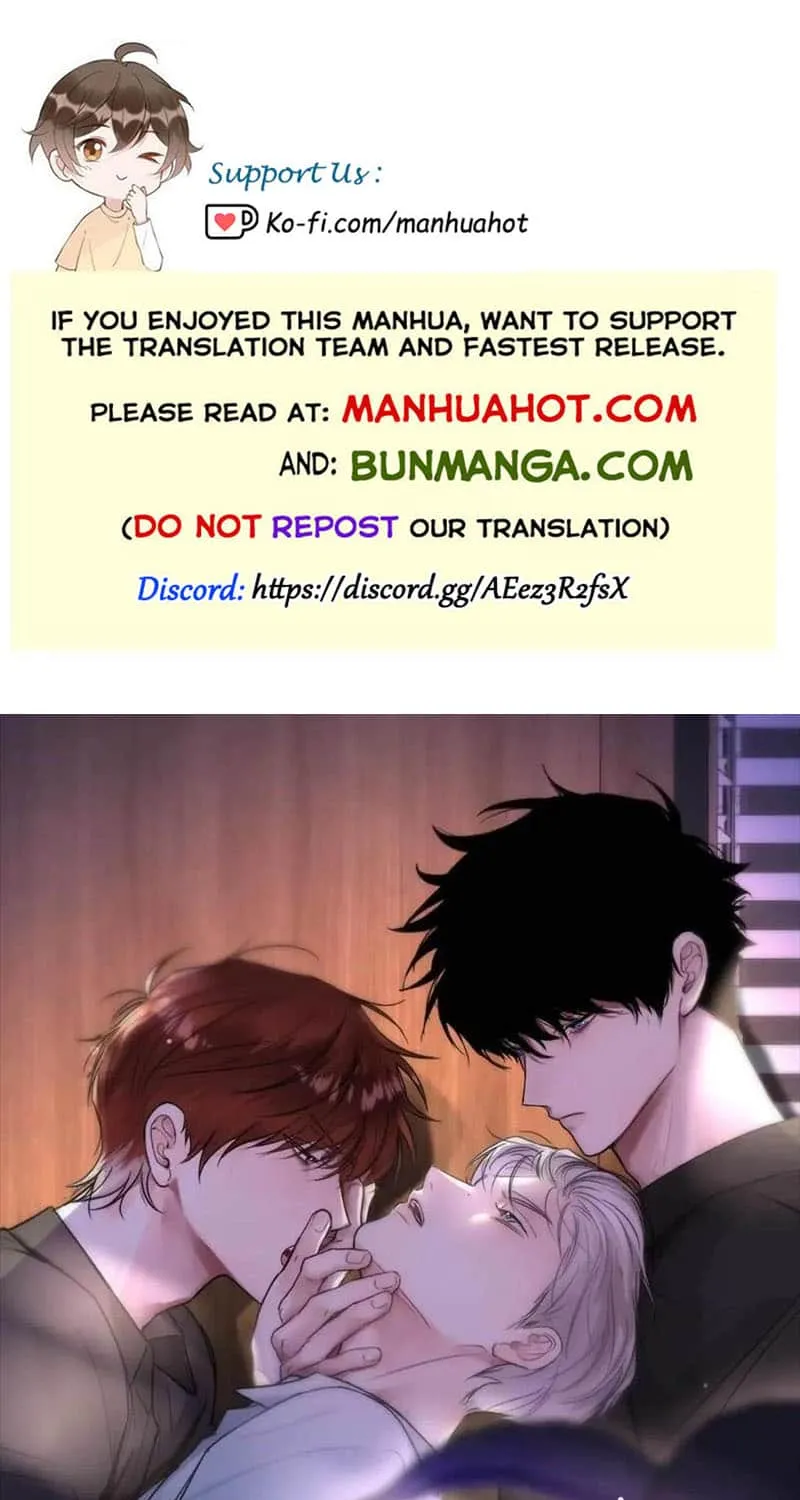 Support Us :
Ko-fi.com/manhuahot
IF YOU ENJOYED THIS MANHUA, WANT TO SUPPORT
THE TRANSLATION TEAM AND FASTEST RELEASE.
PLEASE READ AT: MANHUAHOT.COM
AND: BUNMANGA.COM
(DO NOT REPOST OUR TRANSLATION)
Discord: https://discord.gg/AEez3R2fsX